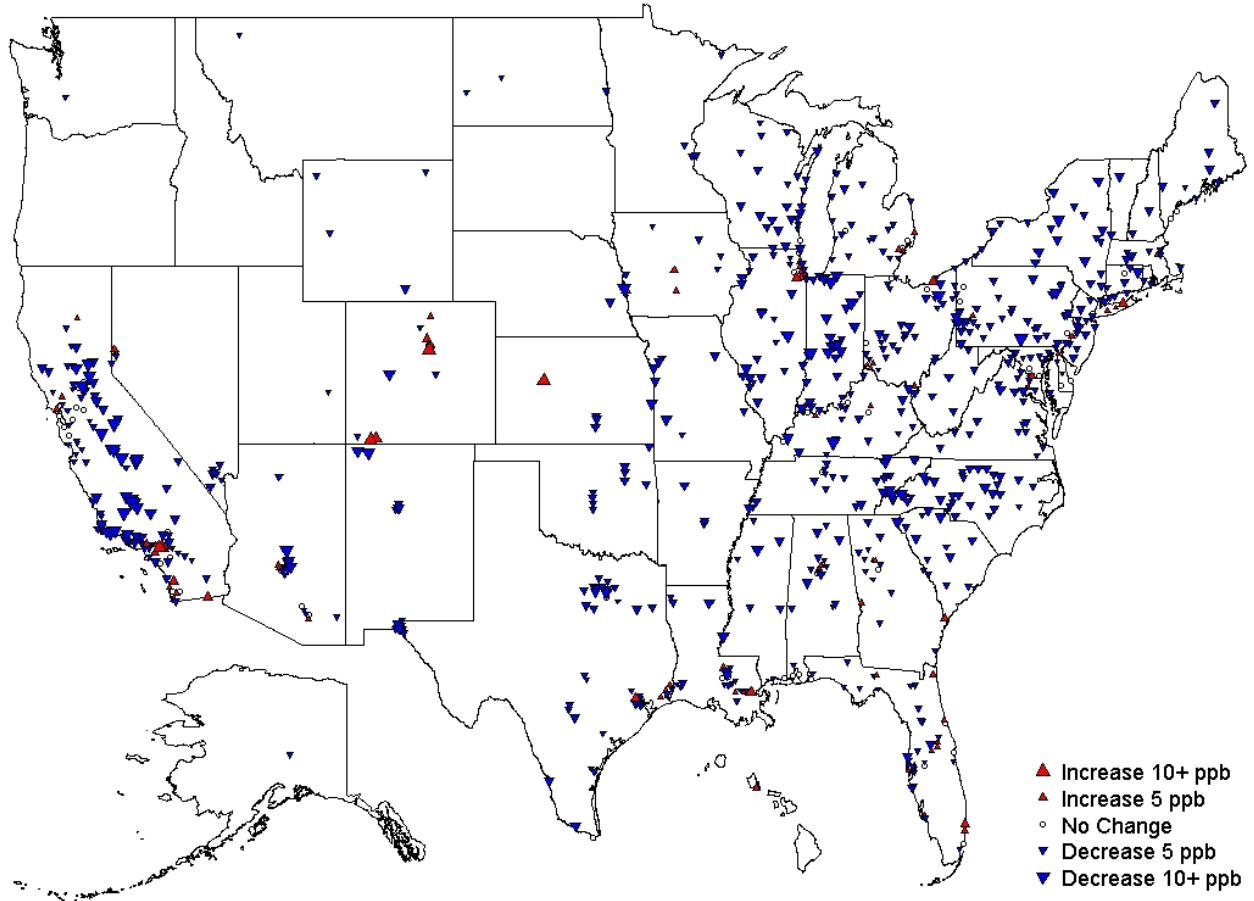 Increase 10+ ppb
Increase 5 ppb
No Change
Decrease 5 ppb
Decrease 10+ ppb